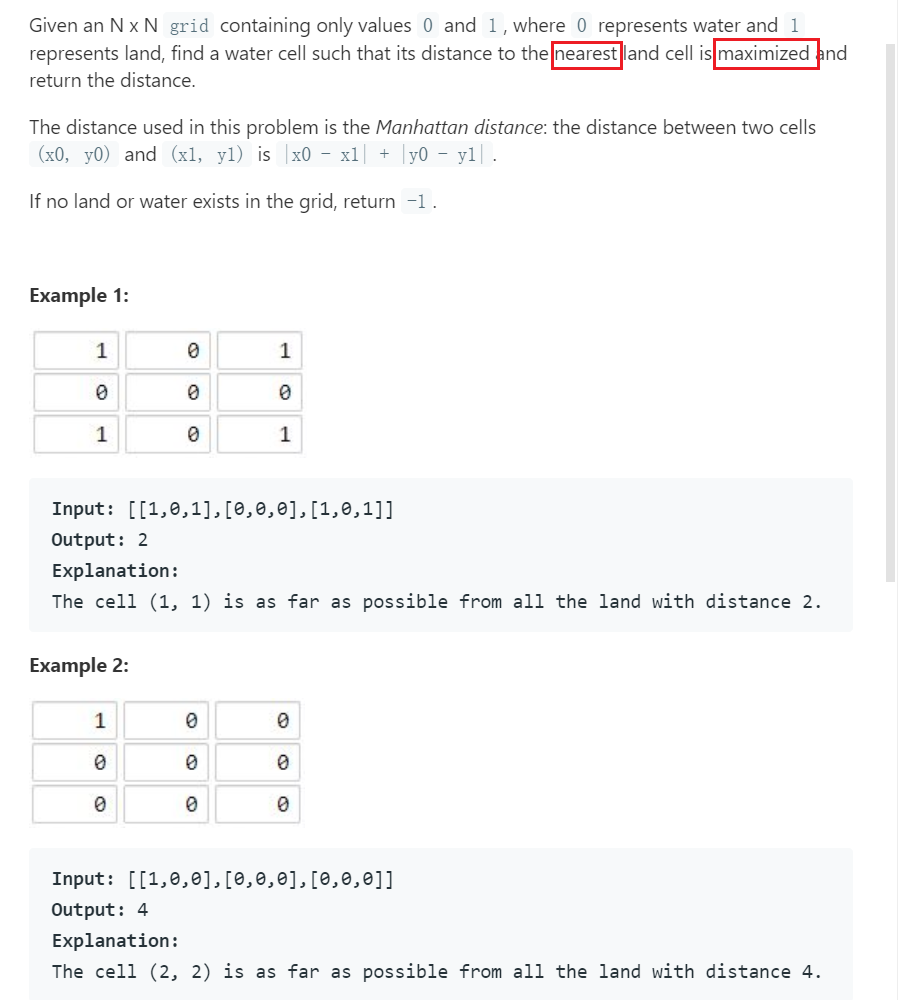 Given an N x N grid containing only values 0 and 1, where 0 represents water and 1
represents land, find a water cell such that its distance to the nearest land cell is maximized and
return the distance.
The distance used in this problem is the Manhattan distance: the distance between two cells
(x0, y0) and (x1, y1) is |x0 - x1| + |y0 - y1|.
If no land or water exists in the grid, return -1.
Example 1:
1 0 1
0 0 0
1 0 1
Input: [[1,0,1],[0,0,0],[1,0,1]]
Output: 2
Explanation:
The cell (1, 1) is as far as possible from all the land with distance 2.
Example 2:
1 0 0
0 0 0
0 0 0
Input: [[1,0,0],[0,0,0],[0,0,0]]
Output: 4
Explanation:
The cell (2, 2) is as far as possible from all the land with distance 4.